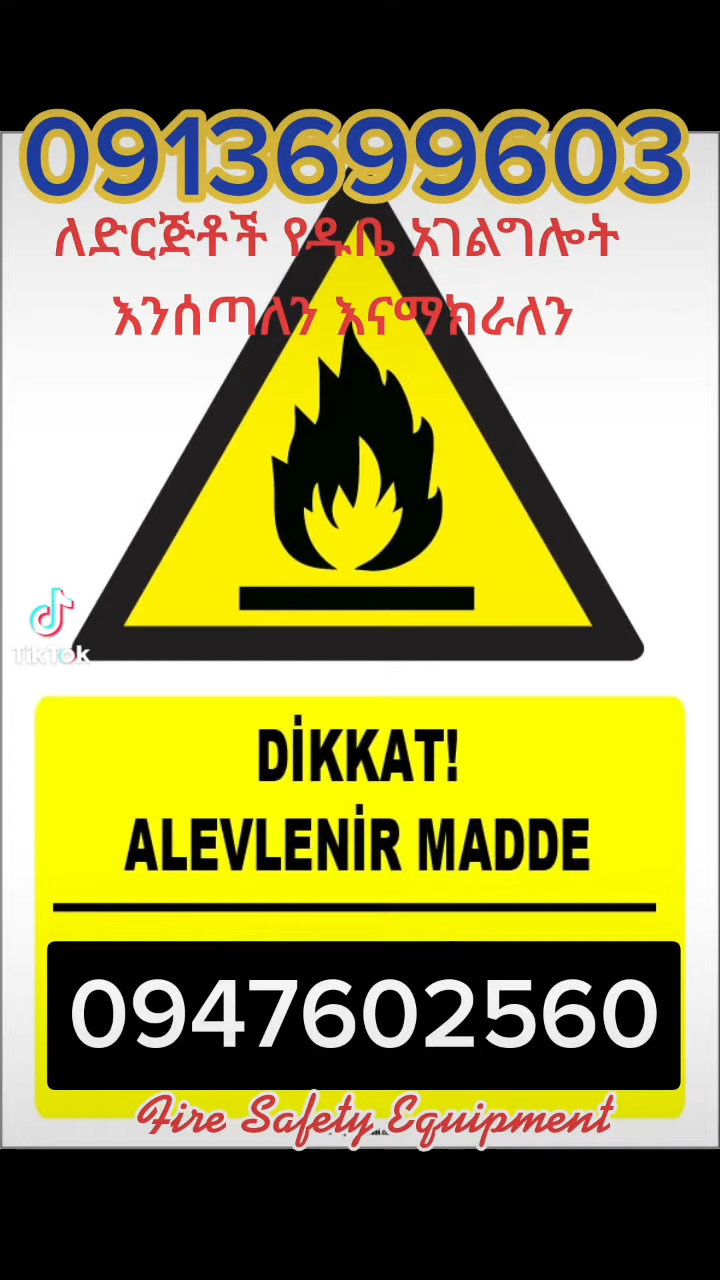 0913699603
ለድርጅቶች የዱቤ አገልግሎት
እንሰጣለን እናማክራለን
TikTok
DİKKAT!
ALEVLENİR MADDE
0947602560
Fire Safety Equipment